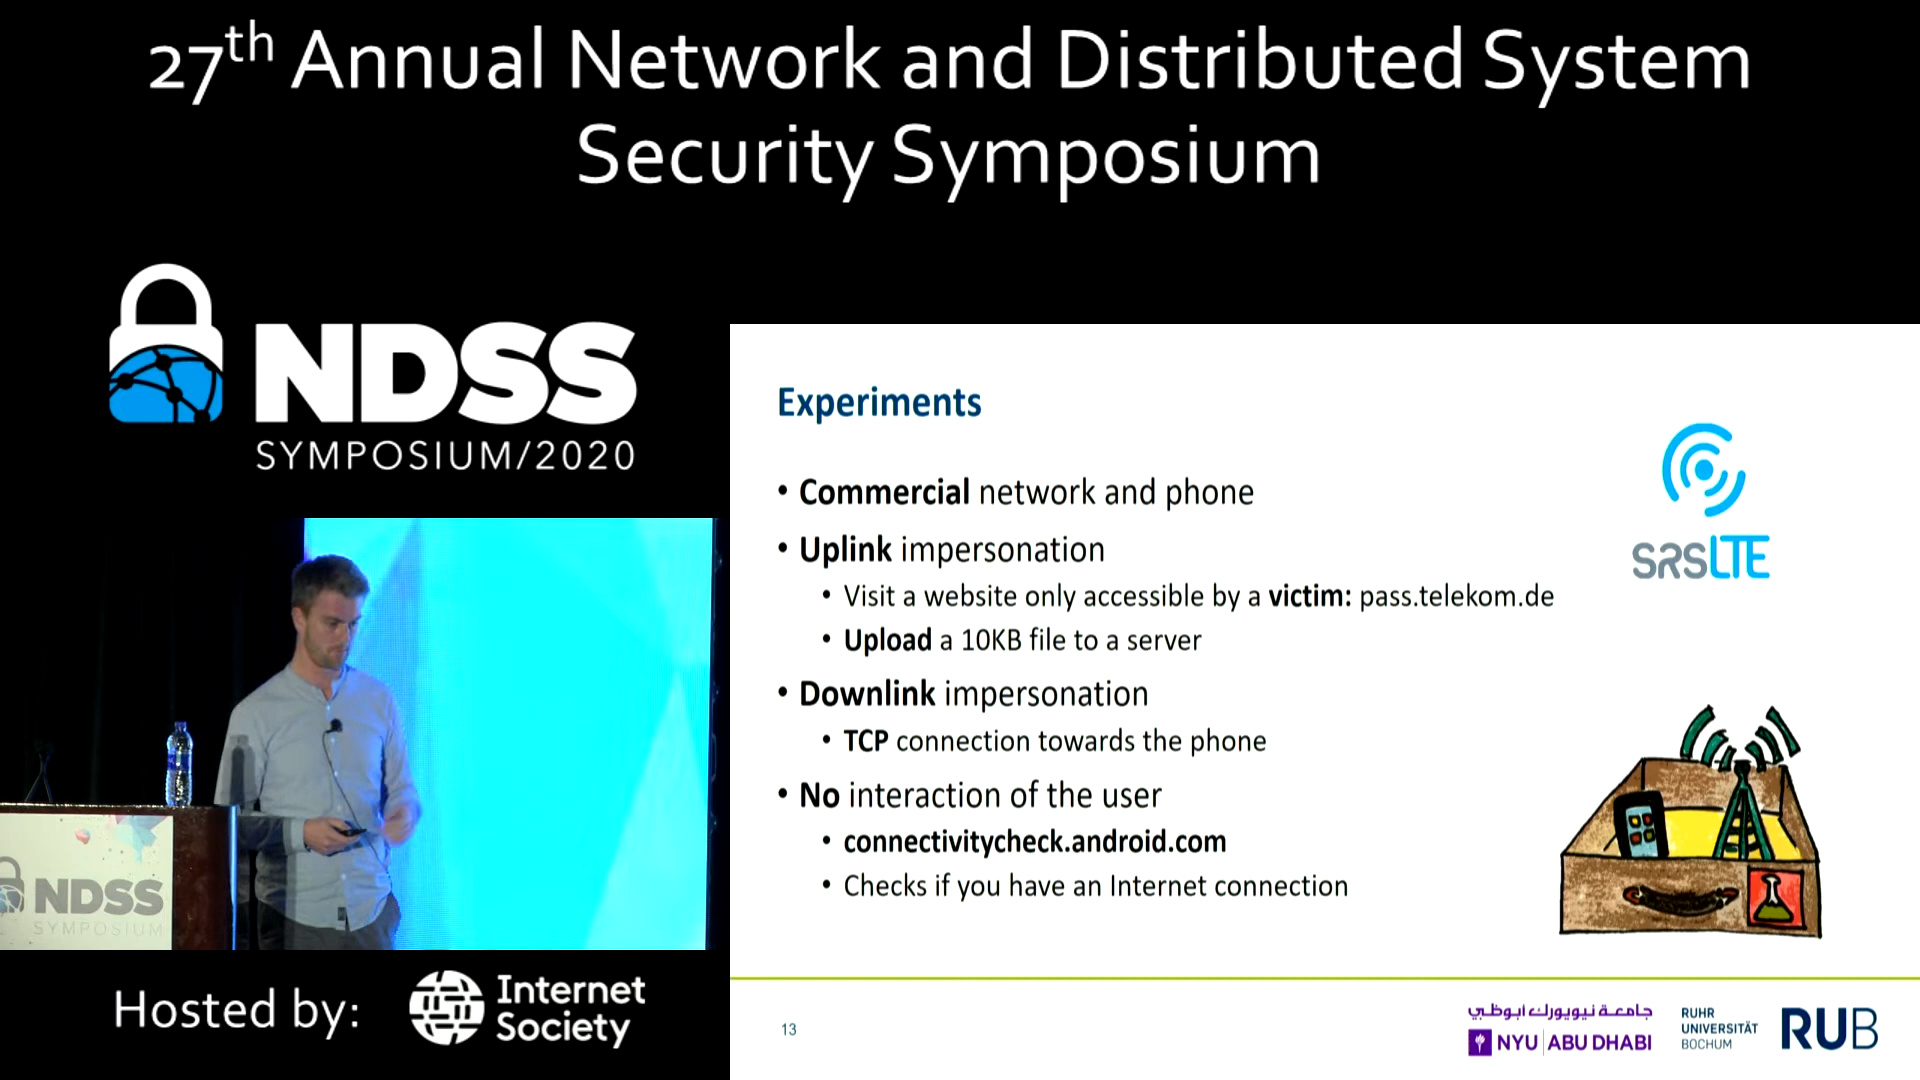 27th Annual Network and Distributed System
Security Symposium
NDSS
SYMPOSIUM/2020
Experiments
• Commercial network and phone
• Uplink impersonation
• Visit a website only accessible by a victim: pass.telekom.de
• Upload a 10KB file to a server
• Downlink impersonation
• TCP connection towards the phone
• No interaction of the user
• connectivitycheck.android.com
• Checks if you have an Internet connection
SRSLTE
NDSS
SYMPOSIUM
Hosted by:
Internet
Society
13
جامعة نيويورك أبوظبي
NYU ABU DHABI
RUHR
UNIVERSITÄT
BOCHUM
RUB